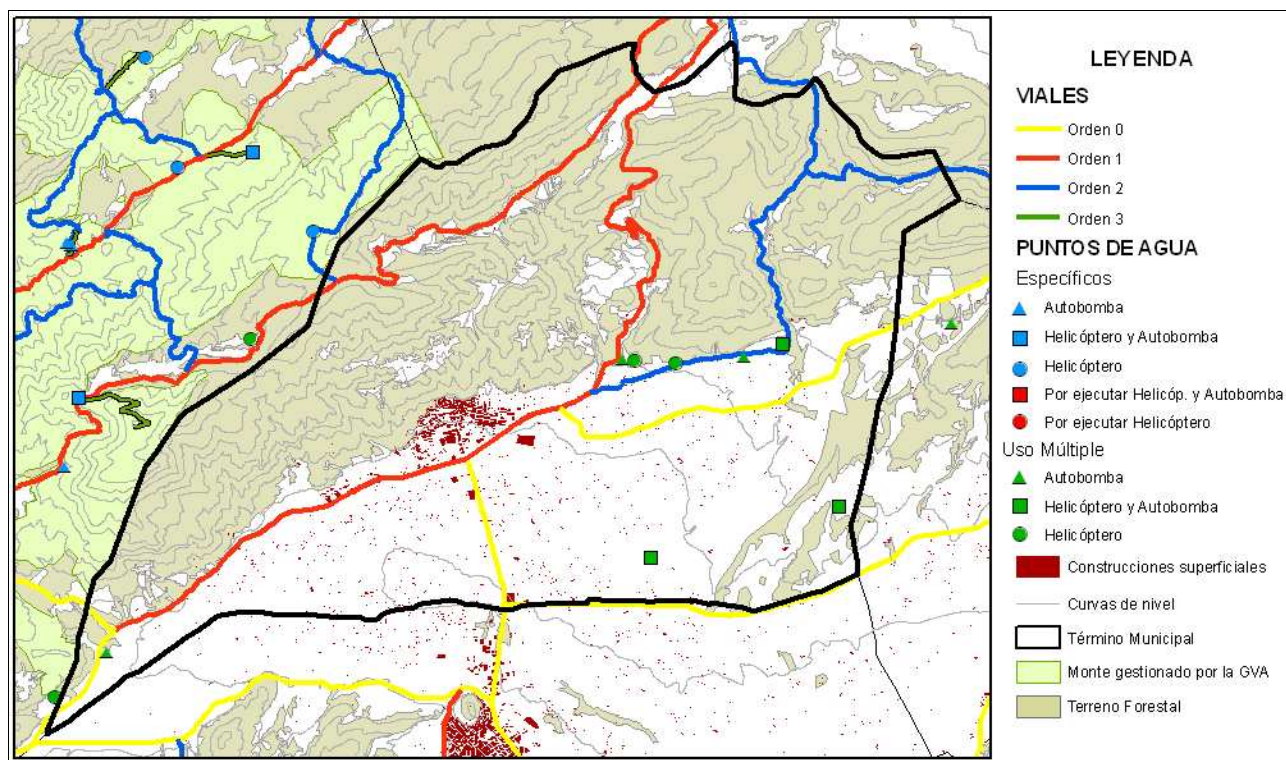 LEYENDA
VIALES
Orden 0
Orden 1
Orden 2
Orden 3
PUNTOS DE AGUA
Específicos
Autobomba
Helicóptero y Autobomba
Helicóptero
Por ejecutar Helicóp. y Autobomba
Por ejecutar Helicóptero
Uso Múltiple
Autobomba
Helicóptero y Autobomba
Helicóptero
Construcciones superficiales
Curvas de nivel
Término Municipal
Monte gestionado por la GVA
Terreno Forestal